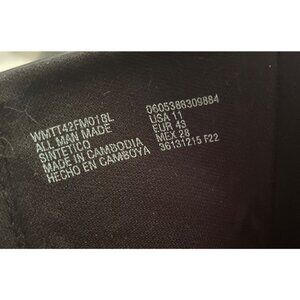 WMTT42FM018L
ALL MAN MADE
SINTETICO
MADE IN CAMBODIA
HECHO EN CAMBOYA
0605388309884
USA 11
EUR 43
MEX 28
36131215 F22